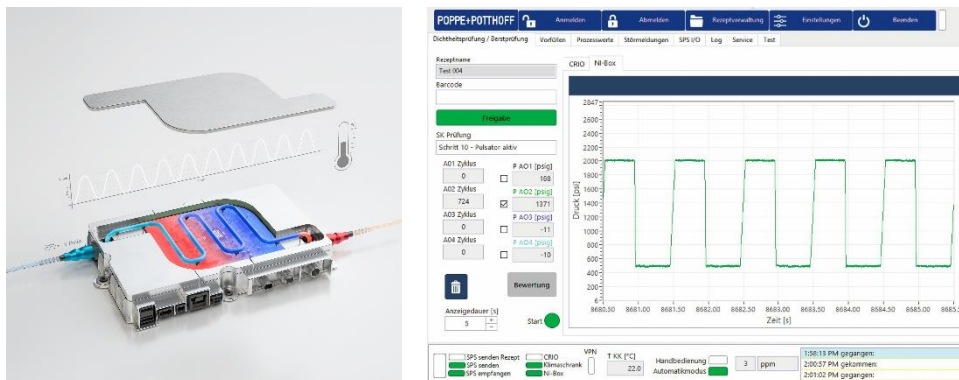 POPPE+POTTHOFF Anmelden Abmelden Rezeptverwaltung Einstellungen Beenden
Dichtheitsprüfung / Berstprüfung Vorfüllen Prozesswerte Störmeldungen SPS I/O Log Service Test
Rezeptname
Test 004
Barcode
Freigabe
SK Prüfung
Schritt 10 - Pulsator aktiv
A01 Zyklus P AO1 [psig]
0 168
A02 Zyklus P AO2 [psig]
724 1371
A03 Zyklus P AO3 [psig]
0 -11
A04 Zyklus P AO4 [psig]
0 -10
Bewertung
Anzeigedauer [s]
5
Start
CRIO NI-Box
2847
2600
2400
2200
2000
1800
1600
1400
1200
1000
800
600
400
200
6
Druck [psi]
8680.50 8681.00 8681.50 8682.00 8682.50 8683.00 8683.50 8684.00 8684.50 8685.00 8685.5
Zeit [s]
SPS senden Rezept
SPS senden
SPS empfangen
CRIO
Klimaschrank
NI-Box
VPN
T KK [°C]
22.0
Handbedienung
Automatikmodus
3 ppm
1:58:13 PM gegangen:
2:00:57 PM gekommen:
2:01:02 PM gegangen: